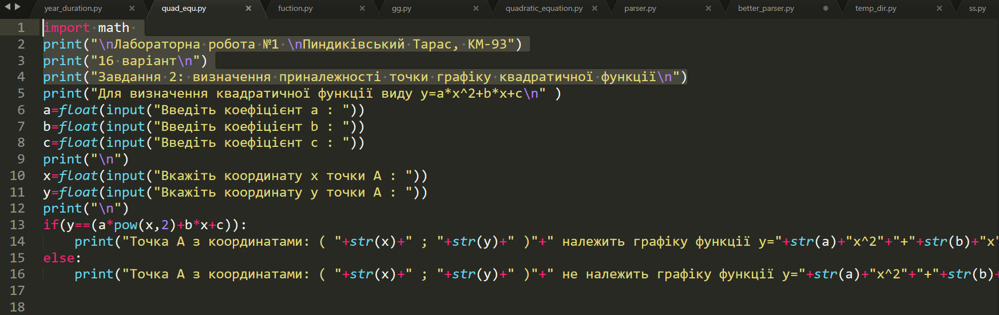 year_duration.py × quad_equ.py × fuction.py × gg.py × quadratic_equation.py × parser.py × better_parser.py temp_dir.py × ss.py
1 import math
2 print("\nЛабораторна робота №1 \nПиндиківський Тарас, КМ-93")
3 print("16 варіант\n")
4 print("Завдання 2: визначення приналежності точки графіку квадратичної функції\n")
5 print("Для визначення квадратичної функції виду y=a*x^2+b*x+c\n" )
6 a=float(input("Введіть коефіцієнт a : "))
7 b=float(input("Введіть коефіцієнт b : "))
8 c=float(input("Введіть коефіцієнт c : "))
9 print("\n")
10 x=float(input("Вкажіть координату x точки А : "))
11 y=float(input("Вкажіть координату y точки А : "))
12 print("\n")
13 if(y==(a*pow(x,2)+b*x+c)):
14 print("Точка А з координатами: ( "+str(x)+" ; "+str(y)+" )"+" належить графіку функції y="+str(a)+"x^2"+"+"+str(b)+"x"
15 else:
16 print("Точка А з координатами: ( "+str(x)+" ; "+str(y)+" )"+" не належить графіку функції y="+str(a)+"x^2"+"+"+str(b)+
17
18